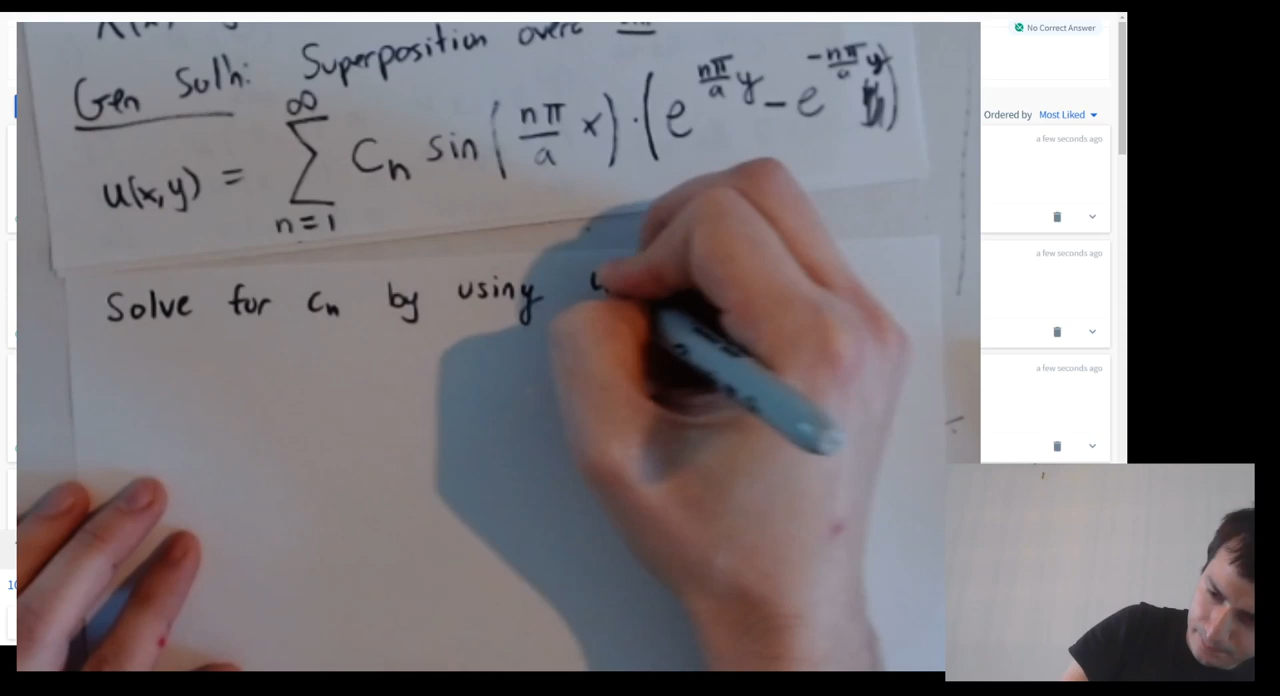 No Correct Answer
Gen Soln: Superposition over
u(x,y) = ∑_{n=1}^{∞} C_n sin(nπ/a x)·(e^{nπ/a y} - e^{-nπ/a y})
Ordered by Most Liked
a few seconds ago
Solve for C_n by using
a few seconds ago
a few seconds ago